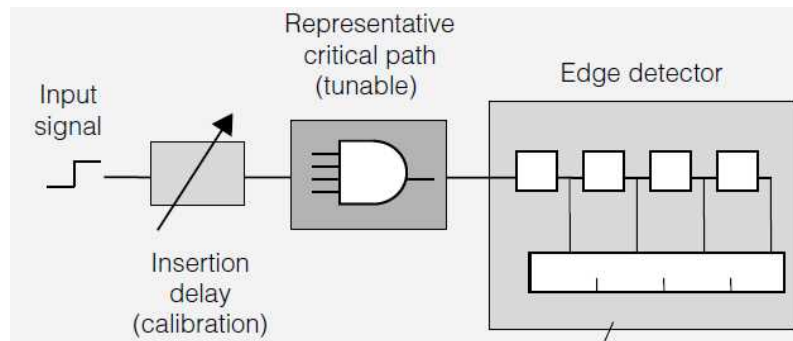 Representative
critical path
(tunable)
Edge detector
Input
signal
Insertion
delay
(calibration)